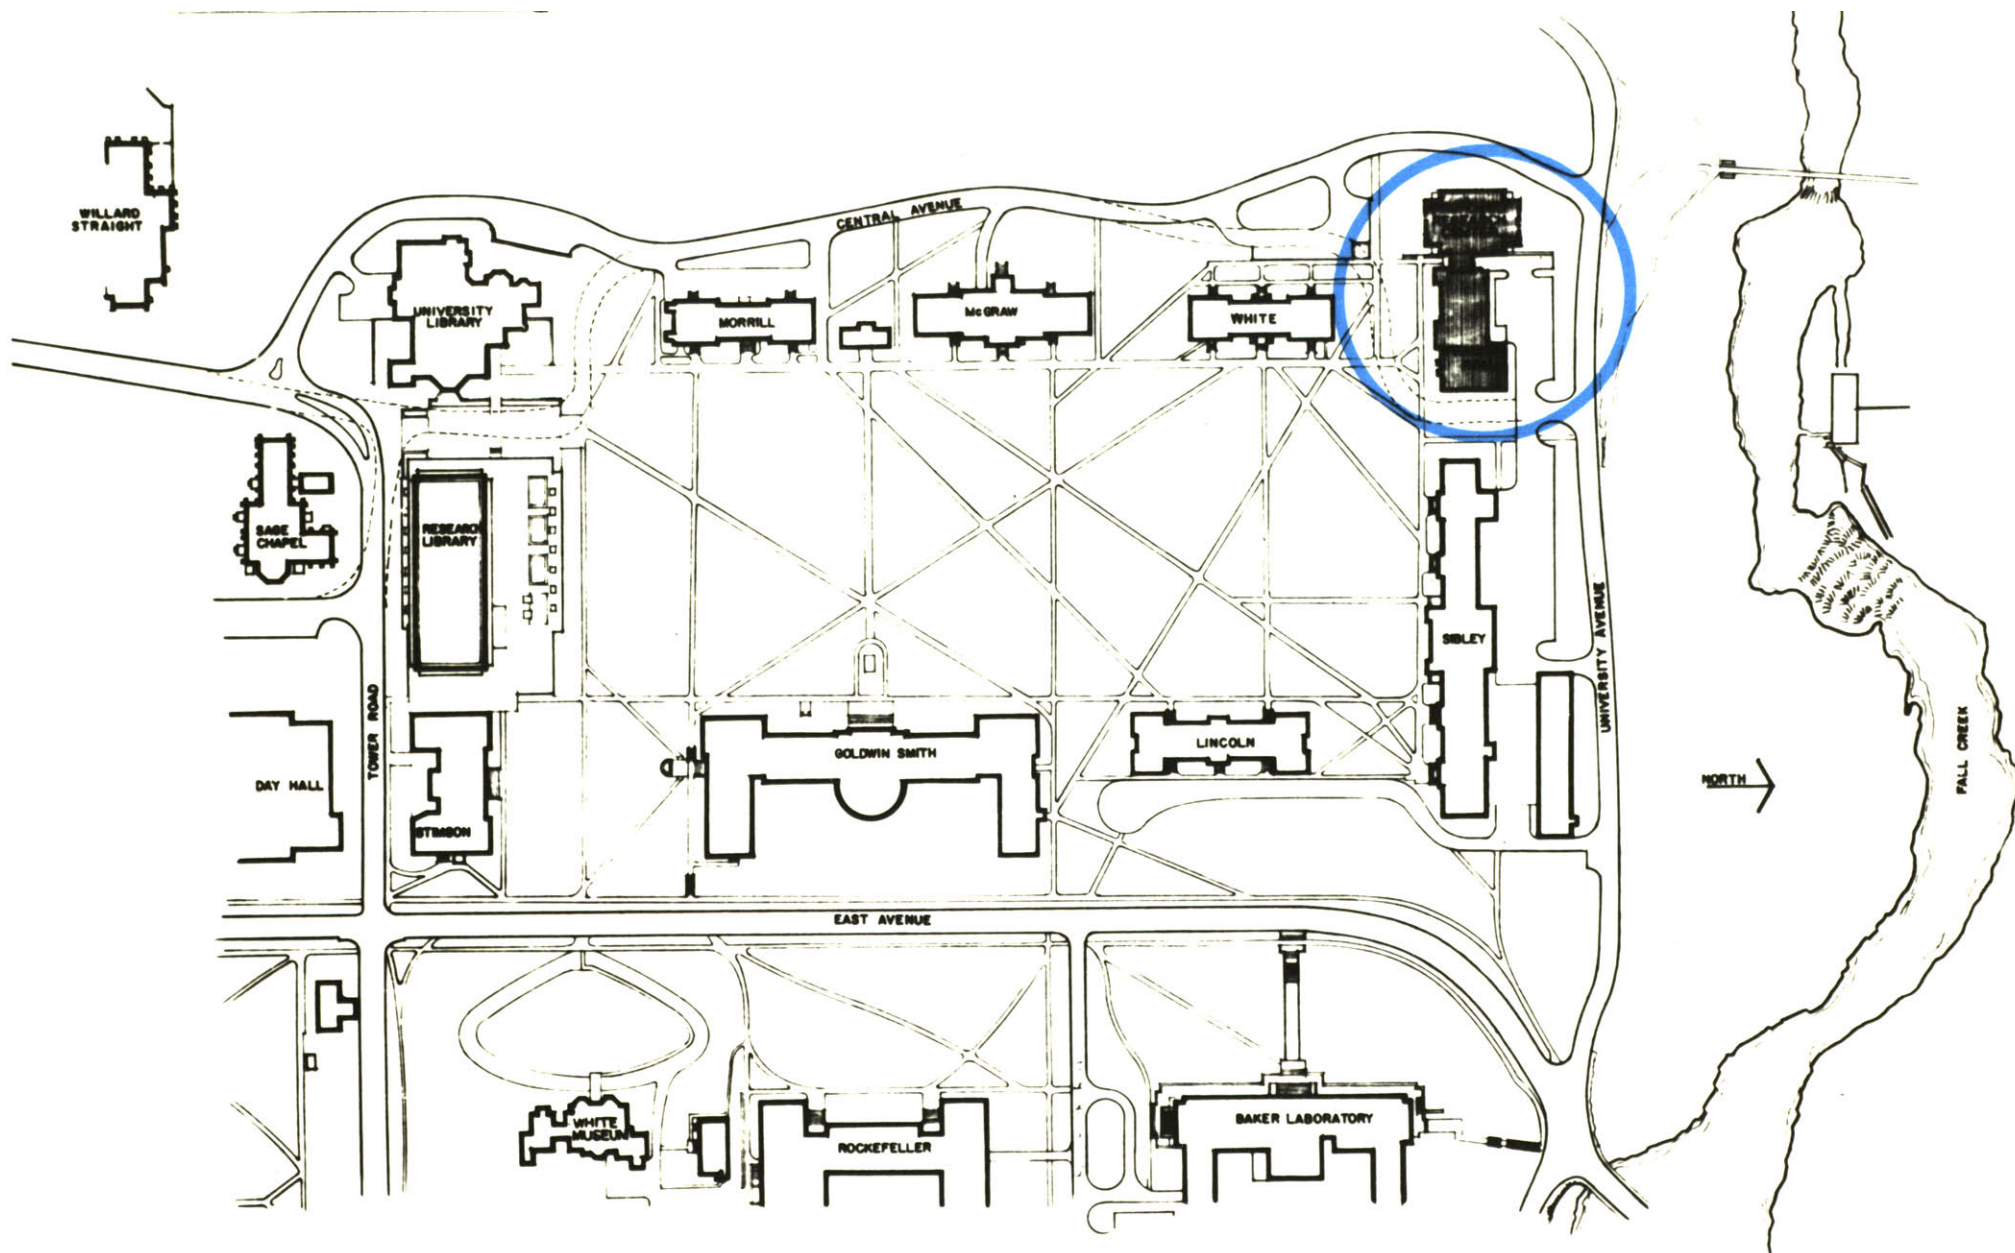 WILLARD
STRAIGHT
CENTRAL AVENUE
UNIVERSITY
LIBRARY
MORRILL
McGRAW
WHITE
SAGE
CHAPEL
RESEARCH
LIBRARY
SIBLEY
UNIVERSITY AVENUE
TOWER ROAD
DAY HALL
STIMSON
GOLDWIN SMITH
LINCOLN
NORTH
FALL CREEK
EAST AVENUE
WHITE
MUSEUM
ROCKEFELLER
BAKER LABORATORY